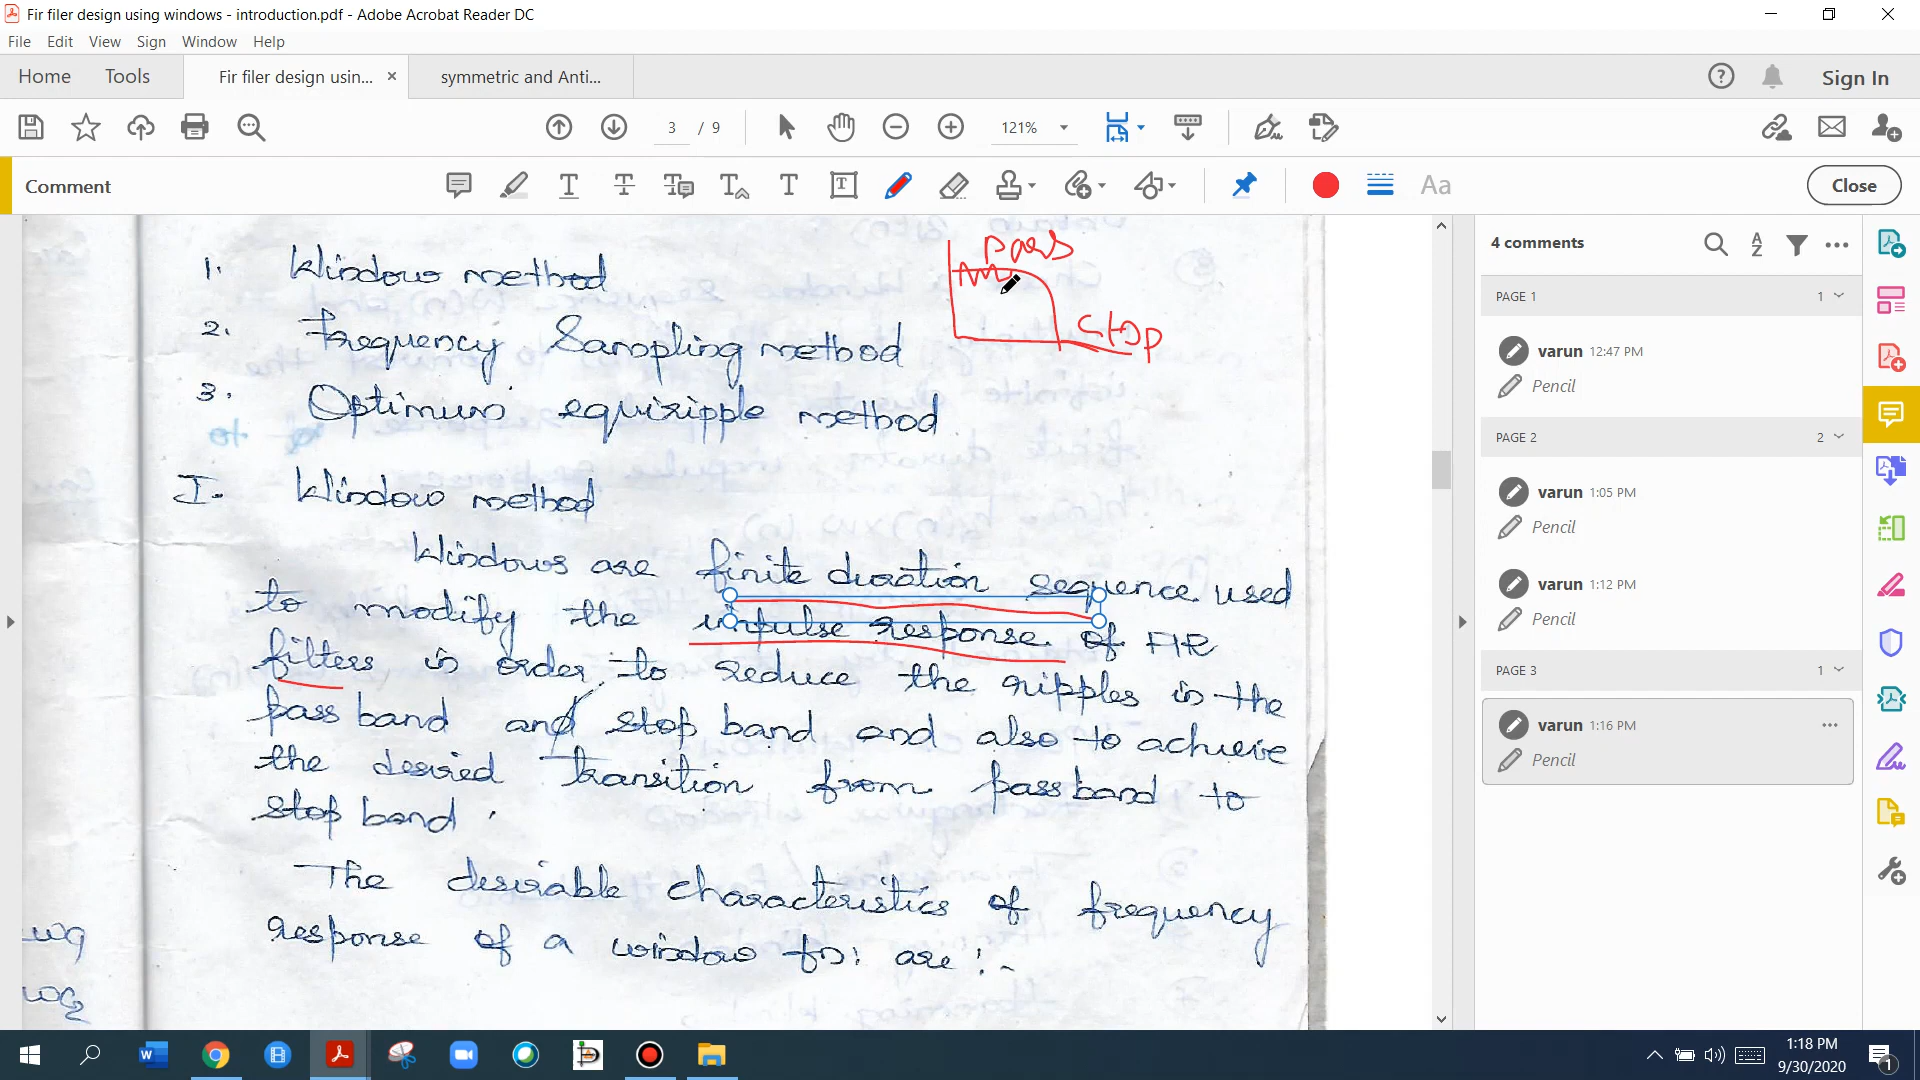 Fir filer design using windows - introduction.pdf - Adobe Acrobat Reader DC
File Edit View Sign Window Help
Home Tools Fir filer design usin... × symmetric and Anti... Sign In
3 / 9 121%
Comment Aa Close
pass
1. Window method
stop
2. Frequency Sampling method
3. Optimum equiripple method
I. Window method
Windows are finite duration sequence used
to modify the impulse response of FIR
filters in order to reduce the ripples in the
pass band and stop band and also to achieve
the desired Transition from pass band to
stop band.
The desirable characteristics of frequency
response of a window fn: are :-
4 comments
PAGE 1 1
varun 12:47 PM
Pencil
PAGE 2 2
varun 1:05 PM
Pencil
varun 1:12 PM
Pencil
PAGE 3 1
varun 1:16 PM
Pencil
1:18 PM
9/30/2020
1